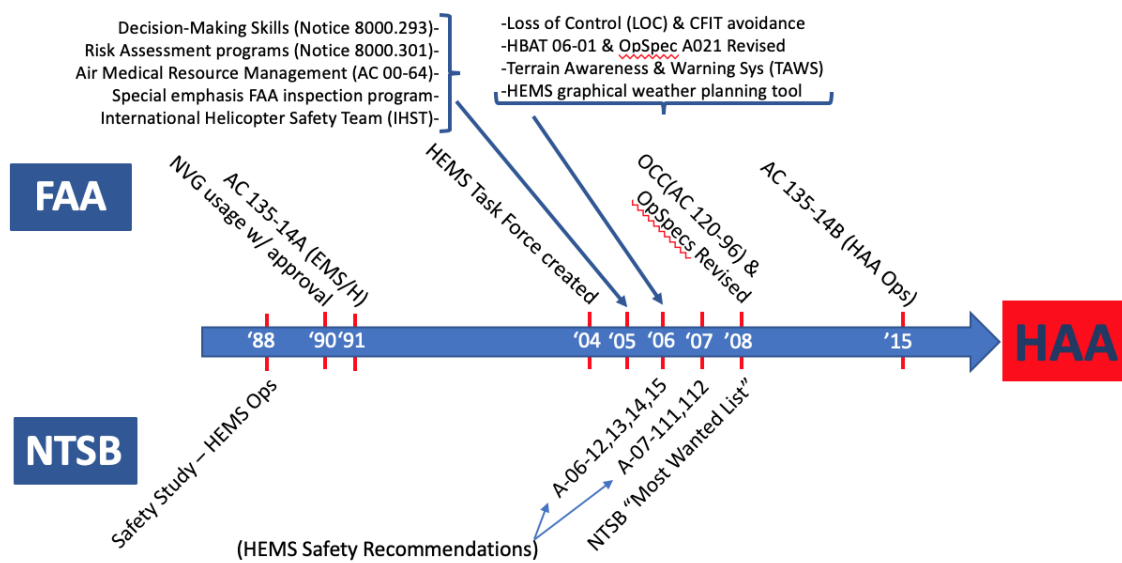 Decision-Making Skills (Notice 8000.293)-
Risk Assessment programs (Notice 8000.301)-
Air Medical Resource Management (AC 00-64)-
Special emphasis FAA inspection program-
International Helicopter Safety Team (IHST)-
-Loss of Control (LOC) & CFIT avoidance
-HBAT 06-01 & OpSpec A021 Revised
-Terrain Awareness & Warning Sys (TAWS)
-HEMS graphical weather planning tool
FAA
NVG usage w/ approval
AC 135-14A (EMS/H)
HEMS Task Force created
OCC(AC 120-96) &
OpSpecs Revised
AC 135-14B (HAA Ops)
‘88
‘90
‘91
‘04
‘05
‘06
‘07
‘08
‘15
HAA
NTSB
Safety Study – HEMS Ops
A-06-12,13,14,15
A-07-111,112
NTSB “Most Wanted List”
(HEMS Safety Recommendations)